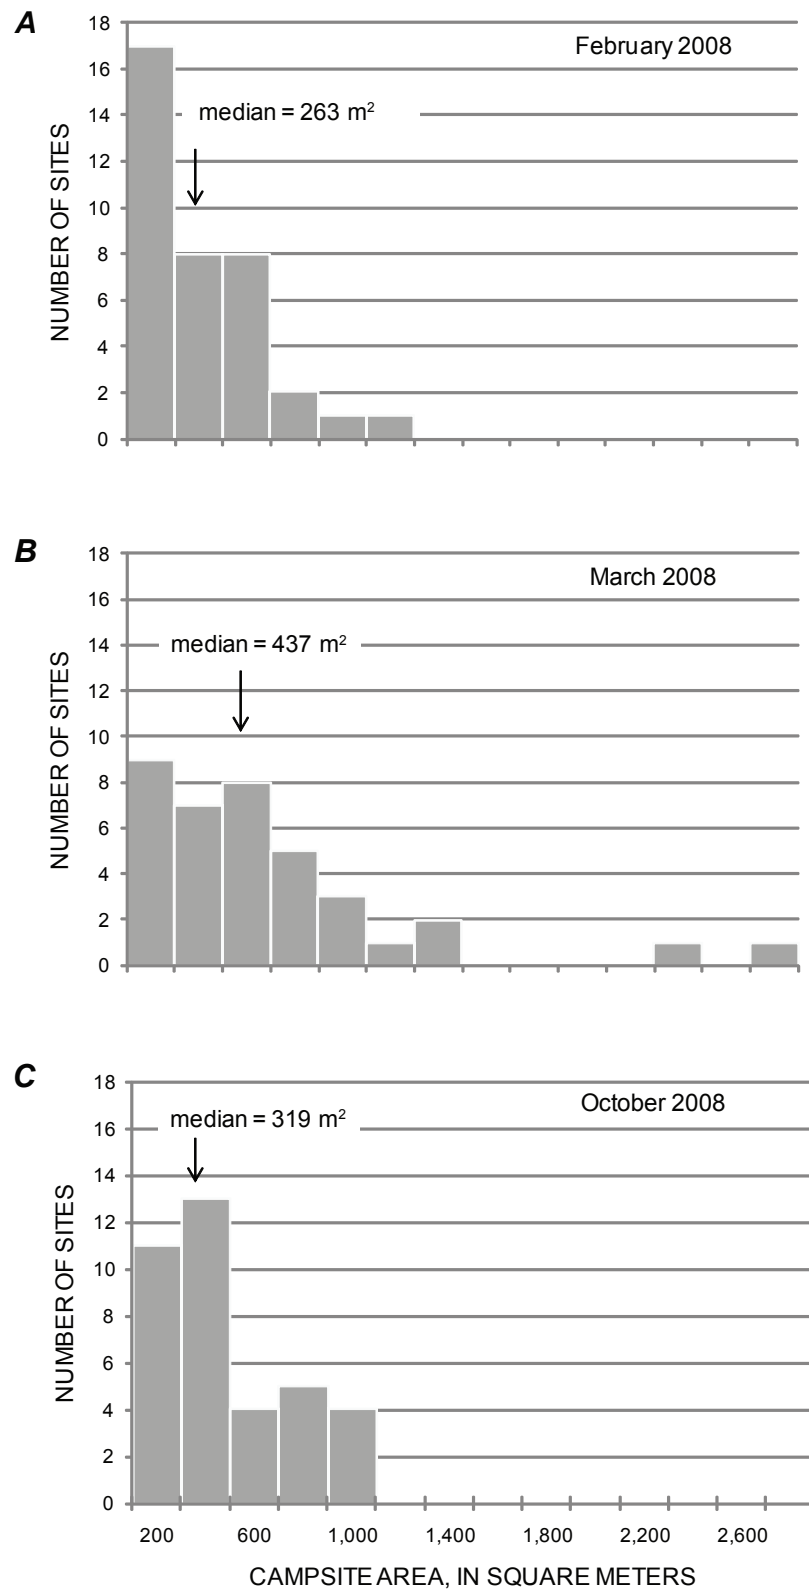 A
18
February 2008
16
median = 263 m²
14
12
10
8
6
4
2
0
NUMBER OF SITES
B
18
March 2008
16
median = 437 m²
14
12
10
8
6
4
2
0
NUMBER OF SITES
C
18
October 2008
median = 319 m²
16
14
12
10
8
6
4
2
0
NUMBER OF SITES
200 600 1,000 1,400 1,800 2,200 2,600
CAMPSITE AREA, IN SQUARE METERS